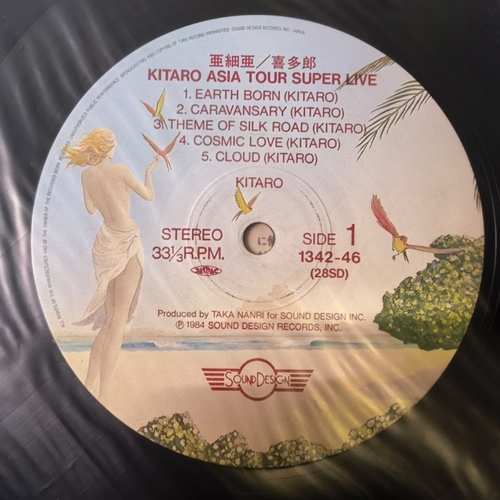 亜細亜／喜多郎
KITARO ASIA TOUR SUPER LIVE
1. EARTH BORN (KITARO)
2. CARAVANSARY (KITARO)
3. THEME OF SILK ROAD (KITARO)
4. COSMIC LOVE (KITARO)
5. CLOUD (KITARO)
KITARO
STEREO
33⅓R.P.M.
SIDE 1
1342-46
(28SD)
Produced by TAKA NANRI for SOUND DESIGN INC.
Ⓟ 1984 SOUND DESIGN RECORDS, INC.
SOUND DESIGN